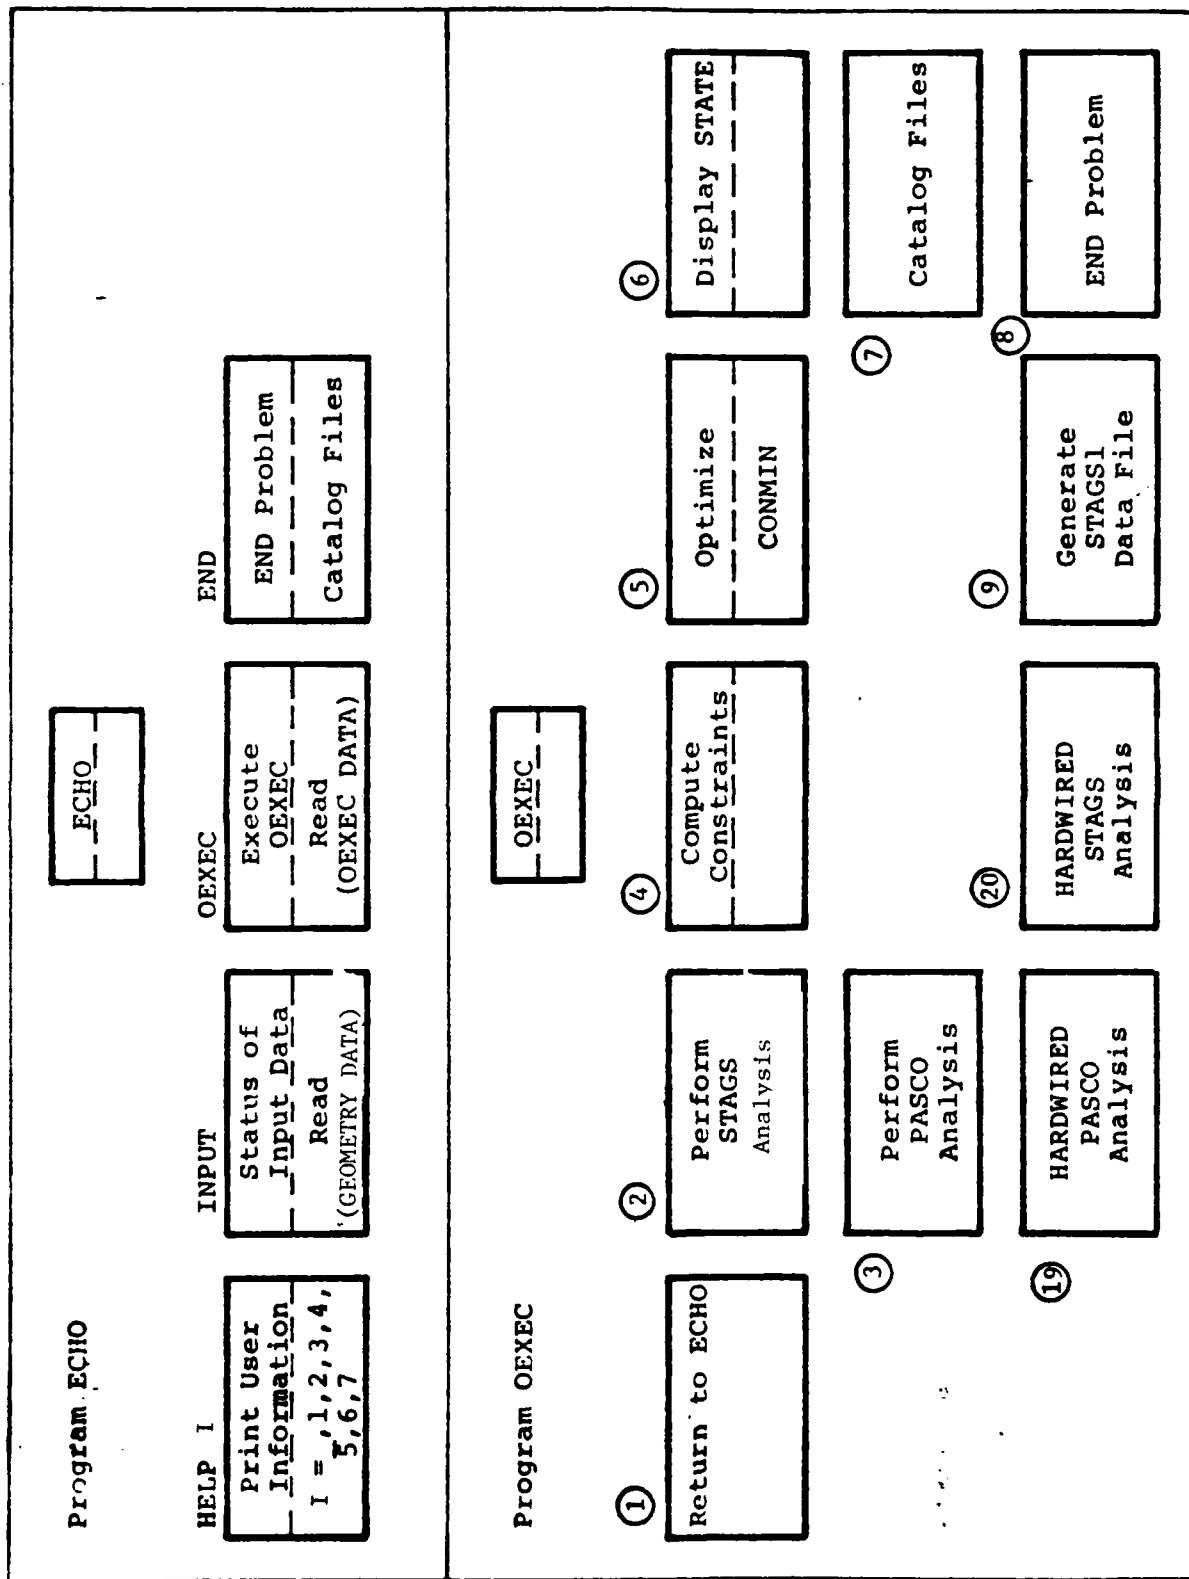 Program ECHO
ECHO
HELP I
Print User
Information
I = ,1,2,3,4,
5,6,7
INPUT
Status of
Input Data
Read
(GEOMETRY DATA)
OEXEC
Execute
OEXEC
Read
(OEXEC DATA)
END
END Problem
Catalog Files
Program OEXEC
OEXEC
1
Return to ECHO
2
Perform
STAGS
Analysis
3
Perform
PASCO
Analysis
19
HARDWIRED
PASCO
Analysis
4
Compute
Constraints
20
HARDWIRED
STAGS
Analysis
5
Optimize
CONMIN
9
Generate
STAGS1
Data File
6
Display STATE
7
Catalog Files
8
END Problem